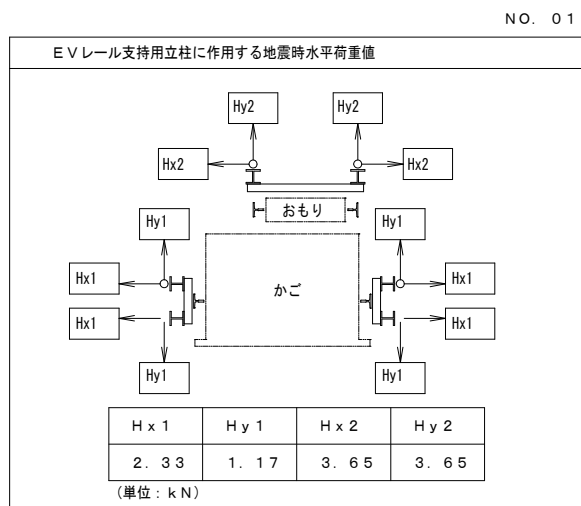 NO. 01
EVレール支持用立柱に作用する地震時水平荷重値
Hy2 Hy2
Hx2 Hx2
おもり
Hy1 Hy1
かご
Hx1 Hx1
Hx1 Hx1
Hy1 Hy1
Hx1 Hy1 Hx2 Hy2
2.33 1.17 3.65 3.65
(単位:kN)